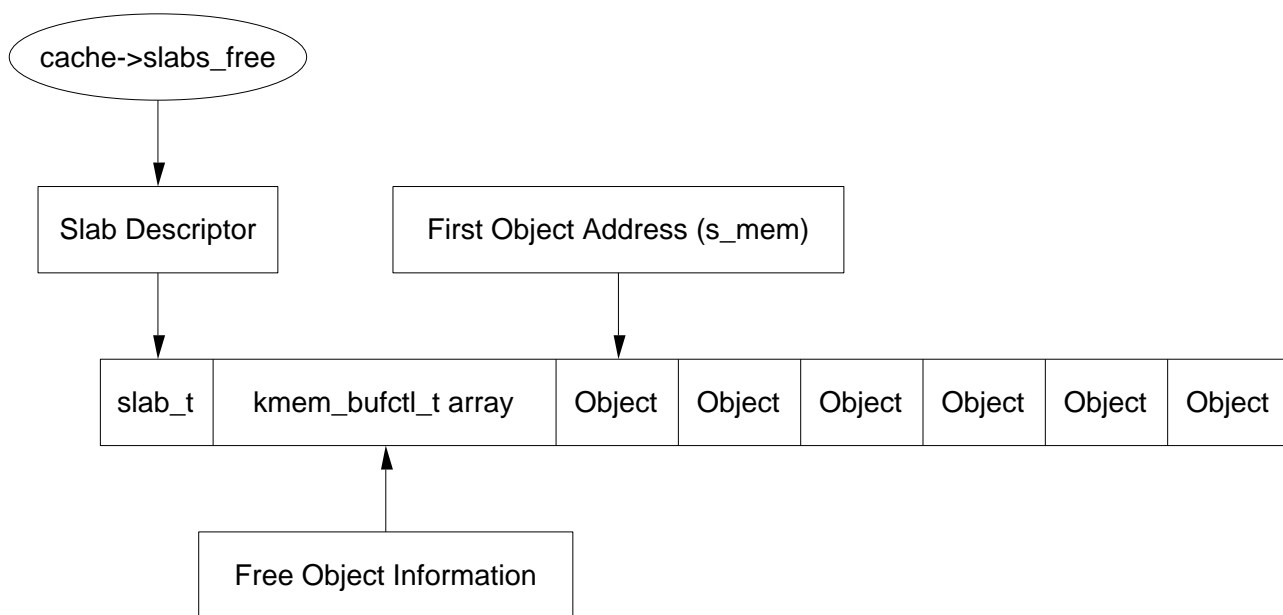 cache->slabs_free
Slab Descriptor
First Object Address (s_mem)
slab_t
kmem_bufctl_t array
Object
Object
Object
Object
Object
Object
Free Object Information